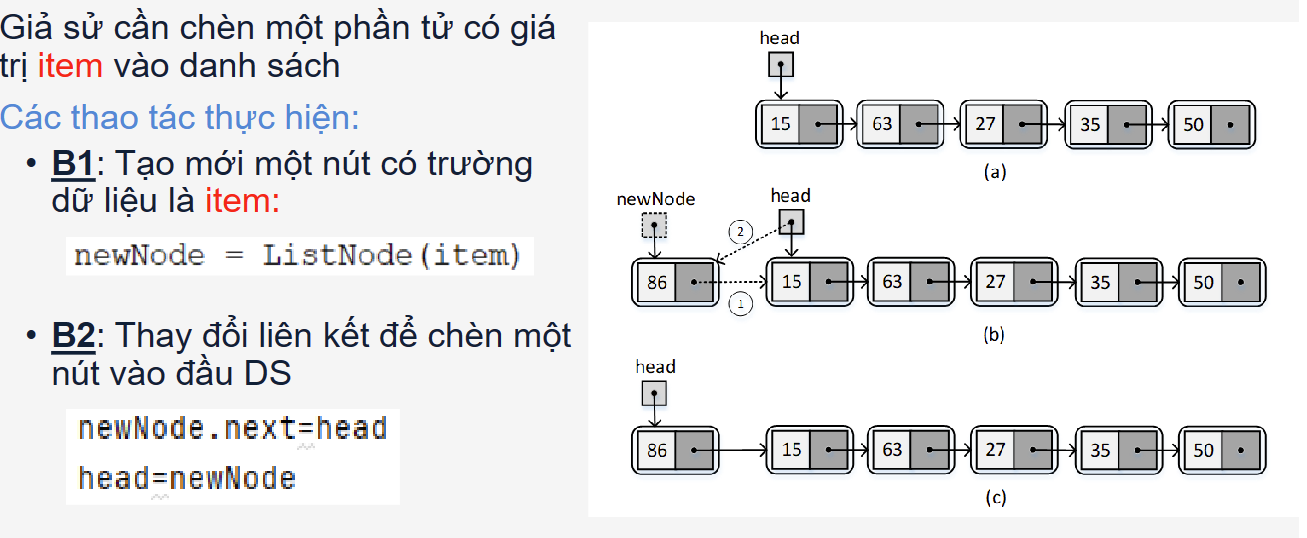 Giả sử cần chèn một phần tử có giá
trị item vào danh sách
Các thao tác thực hiện:
• B1: Tạo mới một nút có trường
dữ liệu là item:
newNode = ListNode(item)
• B2: Thay đổi liên kết để chèn một
nút vào đầu DS
newNode.next=head
head=newNode
head
15 63 27 35 50
(a)
newNode head
2
86 15 63 27 35 50
1
(b)
head
86 15 63 27 35 50
(c)